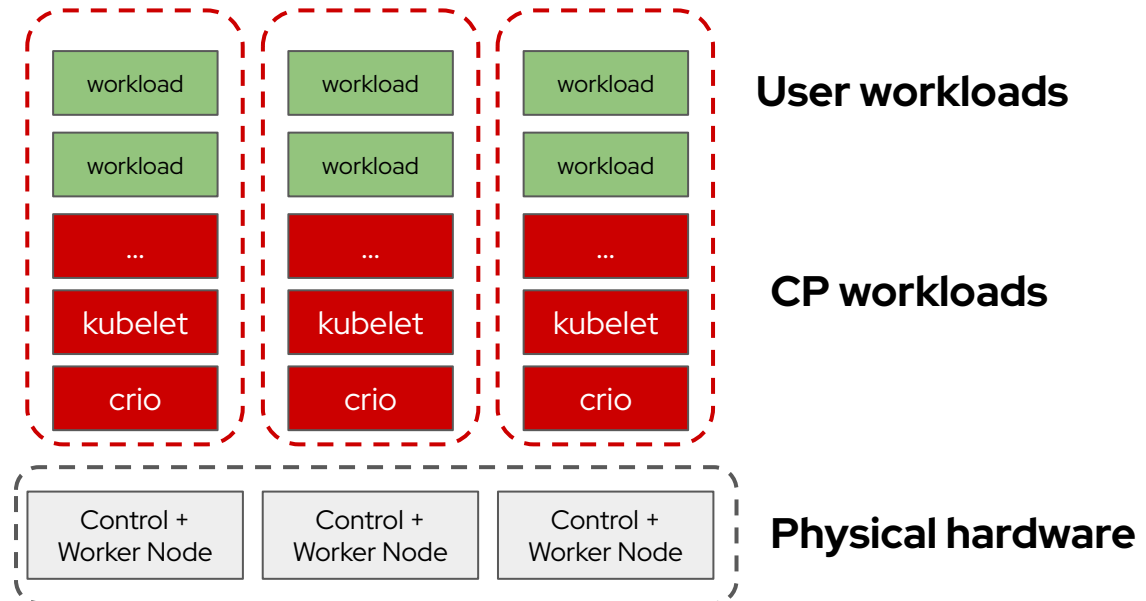 workload workload workload
User workloads
workload workload workload
... ... ...
CP workloads
kubelet kubelet kubelet
crio crio crio
Control + Control + Control +
Worker Node Worker Node Worker Node
Physical hardware